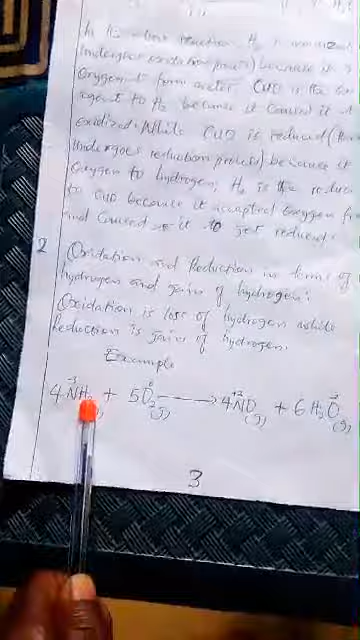 In the above reaction H₂ is oxidized
Undergoes oxidation process) because it
Oxygen to form water. CuO is the
agent to H₂ because it caused it
oxidized. While CuO is reduced (
Undergoes reduction process) because it
Oxygen to hydrogen, H₂ is the
to CuO because it accepted Oxygen
and caused it to get reduced.
2 Oxidation and Reduction in terms of
hydrogen and gain of hydrogen:
Oxidation is loss of hydrogen while
Reduction is gain of hydrogen.
Example
-3 0 +2 -2
4NH₃ + 5O₂(g) → 4NO(g) + 6H₂O(g)
3